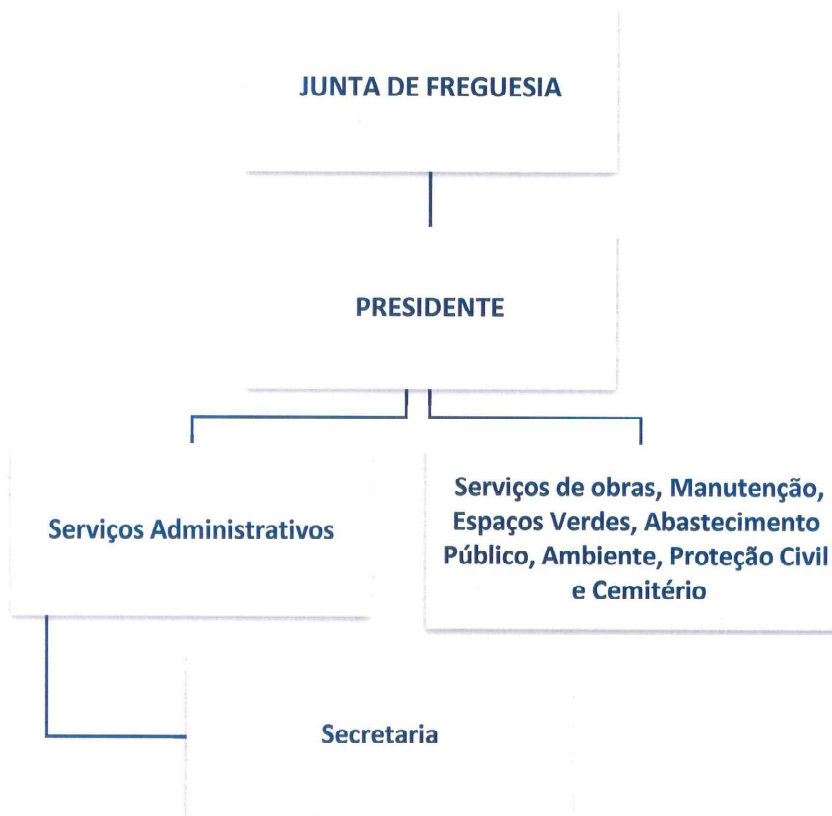 JUNTA DE FREGUESIA
PRESIDENTE
Serviços Administrativos
Serviços de obras, Manutenção,
Espaços Verdes, Abastecimento
Público, Ambiente, Proteção Civil
e Cemitério
Secretaria